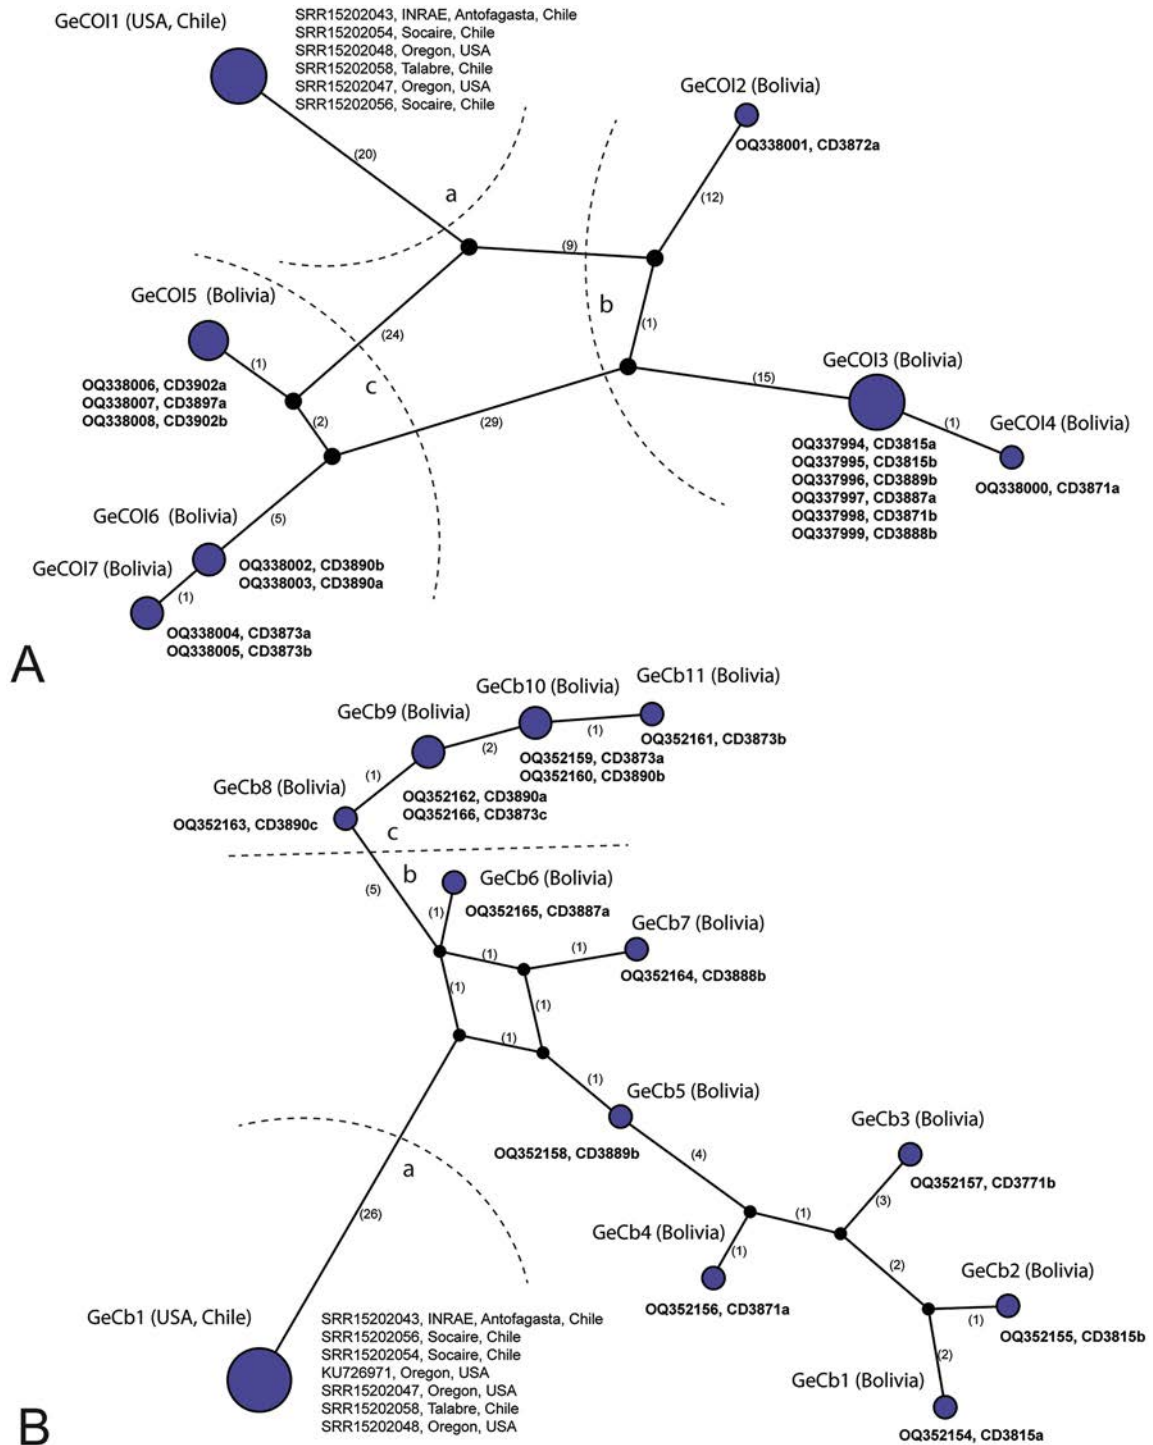 GeCOI1 (USA, Chile)
SRR15202043, INRAE, Antofagasta, Chile
SRR15202054, Socaire, Chile
SRR15202048, Oregon, USA
SRR15202058, Talabre, Chile
SRR15202047, Oregon, USA
SRR15202056, Socaire, Chile
GeCOI2 (Bolivia)
OQ338001, CD3872a
(20)
a
(12)
(9)
GeCOI5 (Bolivia)
b
(1)
(24)
(1)
GeCOI3 (Bolivia)
OQ338006, CD3902a
OQ338007, CD3897a
OQ338008, CD3902b
c
(15)
(2)
(29)
(1)
GeCOI4 (Bolivia)
OQ337994, CD3815a
OQ337995, CD3815b
OQ337996, CD3889b
OQ337997, CD3887a
OQ337998, CD3871b
OQ337999, CD3888b
OQ338000, CD3871a
GeCOI6 (Bolivia)
(5)
OQ338002, CD3890b
OQ338003, CD3890a
GeCOI7 (Bolivia)
(1)
OQ338004, CD3873a
OQ338005, CD3873b
A
GeCb11 (Bolivia)
GeCb10 (Bolivia)
GeCb9 (Bolivia)
(1)
OQ352161, CD3873b
(2)
OQ352159, CD3873a
OQ352160, CD3890b
(1)
GeCb8 (Bolivia)
OQ352162, CD3890a
OQ352166, CD3873c
OQ352163, CD3890c
c
b
(5)
GeCb6 (Bolivia)
OQ352165, CD3887a
(1)
GeCb7 (Bolivia)
(1)
(1)
OQ352164, CD3888b
(1)
(1)
(1)
(1)
GeCb5 (Bolivia)
OQ352158, CD3889b
(4)
GeCb3 (Bolivia)
OQ352157, CD3771b
a
(3)
(26)
(1)
GeCb4 (Bolivia)
(1)
OQ352156, CD3871a
(2)
GeCb2 (Bolivia)
(1)
OQ352155, CD3815b
(2)
GeCb1 (Bolivia)
OQ352154, CD3815a
GeCb1 (USA, Chile)
SRR15202043, INRAE, Antofagasta, Chile
SRR15202056, Socaire, Chile
SRR15202054, Socaire, Chile
KU726971, Oregon, USA
SRR15202047, Oregon, USA
SRR15202058, Talabre, Chile
SRR15202048, Oregon, USA
B